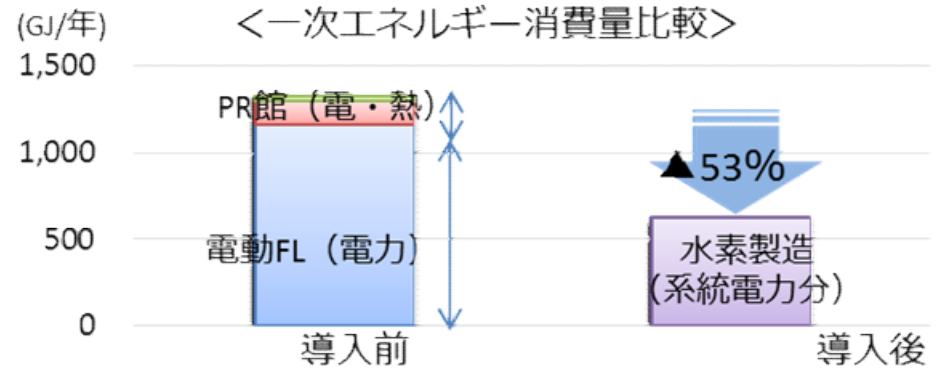 (GJ/年)
＜一次エネルギー消費量比較＞
1,500
1,000
500
0
PR館（電・熱）
電動FL（電力）
導入前
▲53%
水素製造
（系統電力分）
導入後